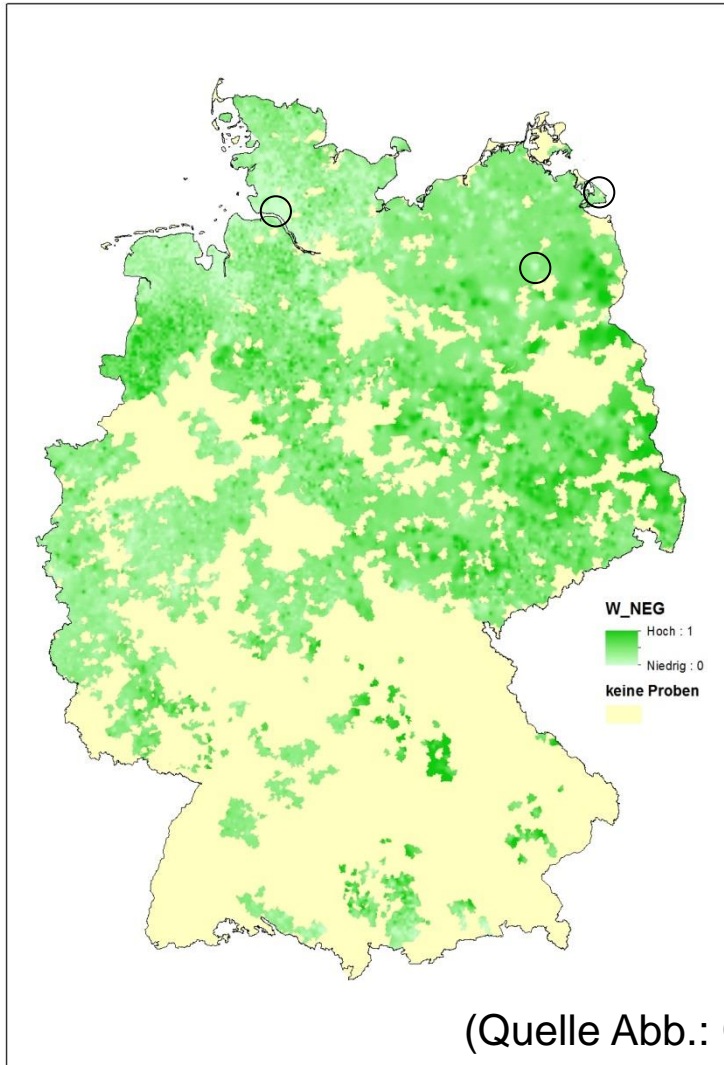 W_NEG
Hoch : 1
Niedrig : 0
keine Proben
(Quelle Abb.: